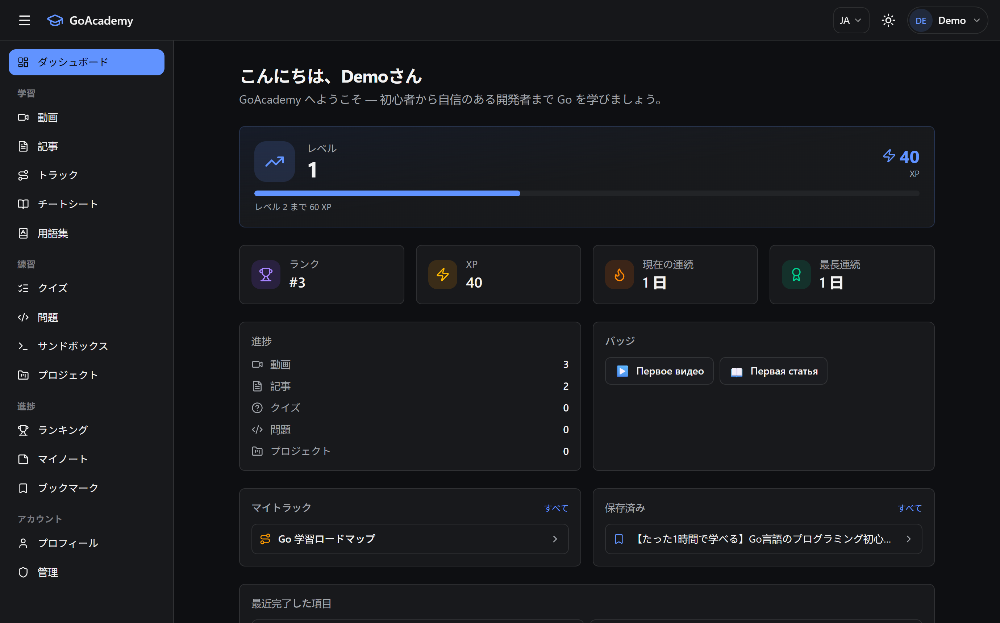 GoAcademy
JA
DE
Demo
ダッシュボード
学習
動画
記事
トラック
チートシート
用語集
練習
クイズ
問題
サンドボックス
プロジェクト
進捗
ランキング
マイノート
ブックマーク
アカウント
プロフィール
管理
こんにちは、Demoさん
GoAcademy へようこそ — 初心者から自信のある開発者まで Go を学びましょう。
レベル
1
40
XP
レベル 2 まで 60 XP
ランク
#3
XP
40
現在の連続
1 日
最長連続
1 日
進捗
動画 3
記事 2
クイズ 0
問題 0
プロジェクト 0
バッジ
Первое видео
Первая статья
マイトラック
すべて
Go 学習ロードマップ
保存済み
すべて
【たった1時間で学べる】Go言語のプログラミング初心...
最近完了した項目